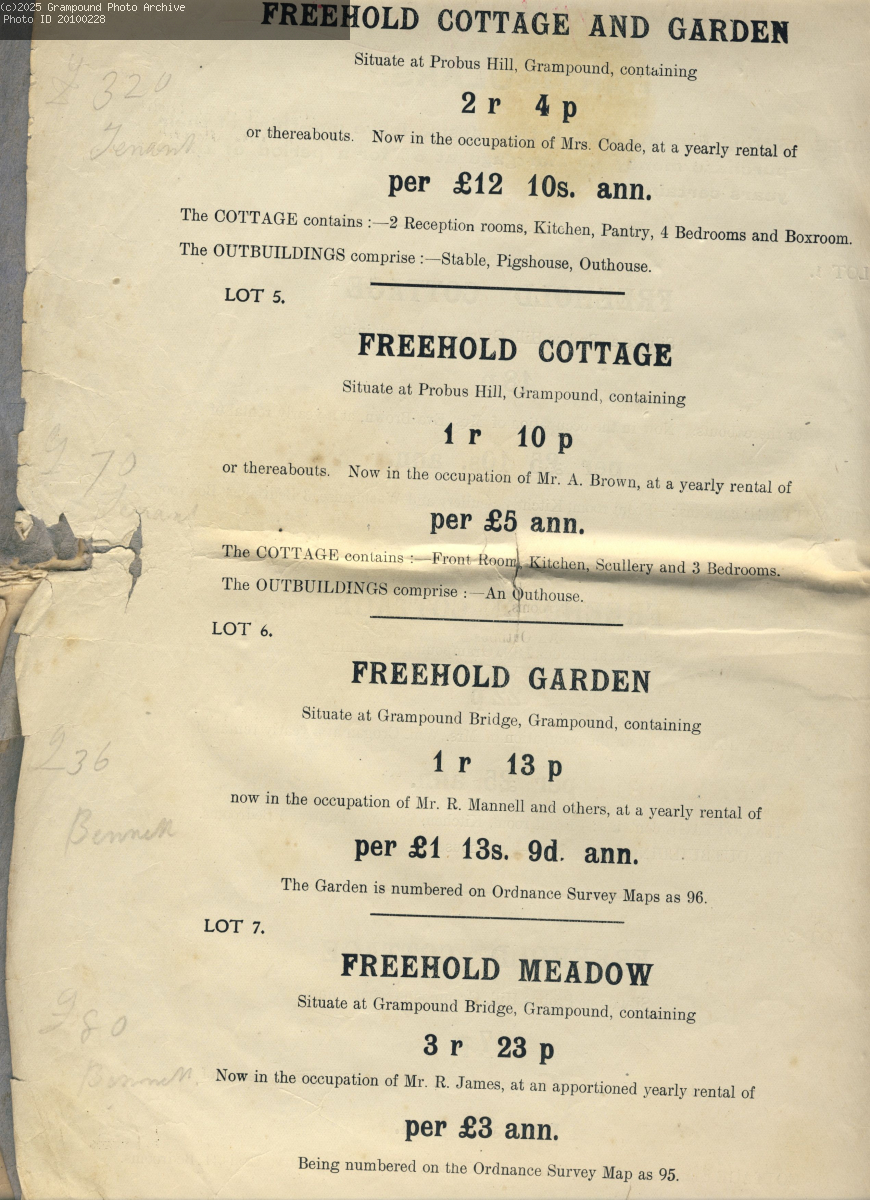 (c)2025 Grampound Photo Archive
Photo ID 20100228
FREEHOLD COTTAGE AND GARDEN
Situate at Probus Hill, Grampound, containing
2 r 4 p
or thereabouts. Now in the occupation of Mrs. Coade, at a yearly rental of
per £12 10s. ann.
The COTTAGE contains :—2 Reception rooms, Kitchen, Pantry, 4 Bedrooms and Boxroom.
The OUTBUILDINGS comprise :—Stable, Pigshouse, Outhouse.
£320
Tenant
LOT 5.
FREEHOLD COTTAGE
Situate at Probus Hill, Grampound, containing
1 r 10 p
or thereabouts. Now in the occupation of Mr. A. Brown, at a yearly rental of
per £5 ann.
The COTTAGE contains :—Front Room, Kitchen, Scullery and 3 Bedrooms.
The OUTBUILDINGS comprise :—An Outhouse.
£70
Tenant
LOT 6.
FREEHOLD GARDEN
Situate at Grampound Bridge, Grampound, containing
1 r 13 p
now in the occupation of Mr. R. Mannell and others, at a yearly rental of
per £1 13s. 9d. ann.
The Garden is numbered on Ordnance Survey Maps as 96.
£36
Bennett
LOT 7.
FREEHOLD MEADOW
Situate at Grampound Bridge, Grampound, containing
3 r 23 p
Now in the occupation of Mr. R. James, at an apportioned yearly rental of
per £3 ann.
Being numbered on the Ordnance Survey Map as 95.
£80
Bennett.